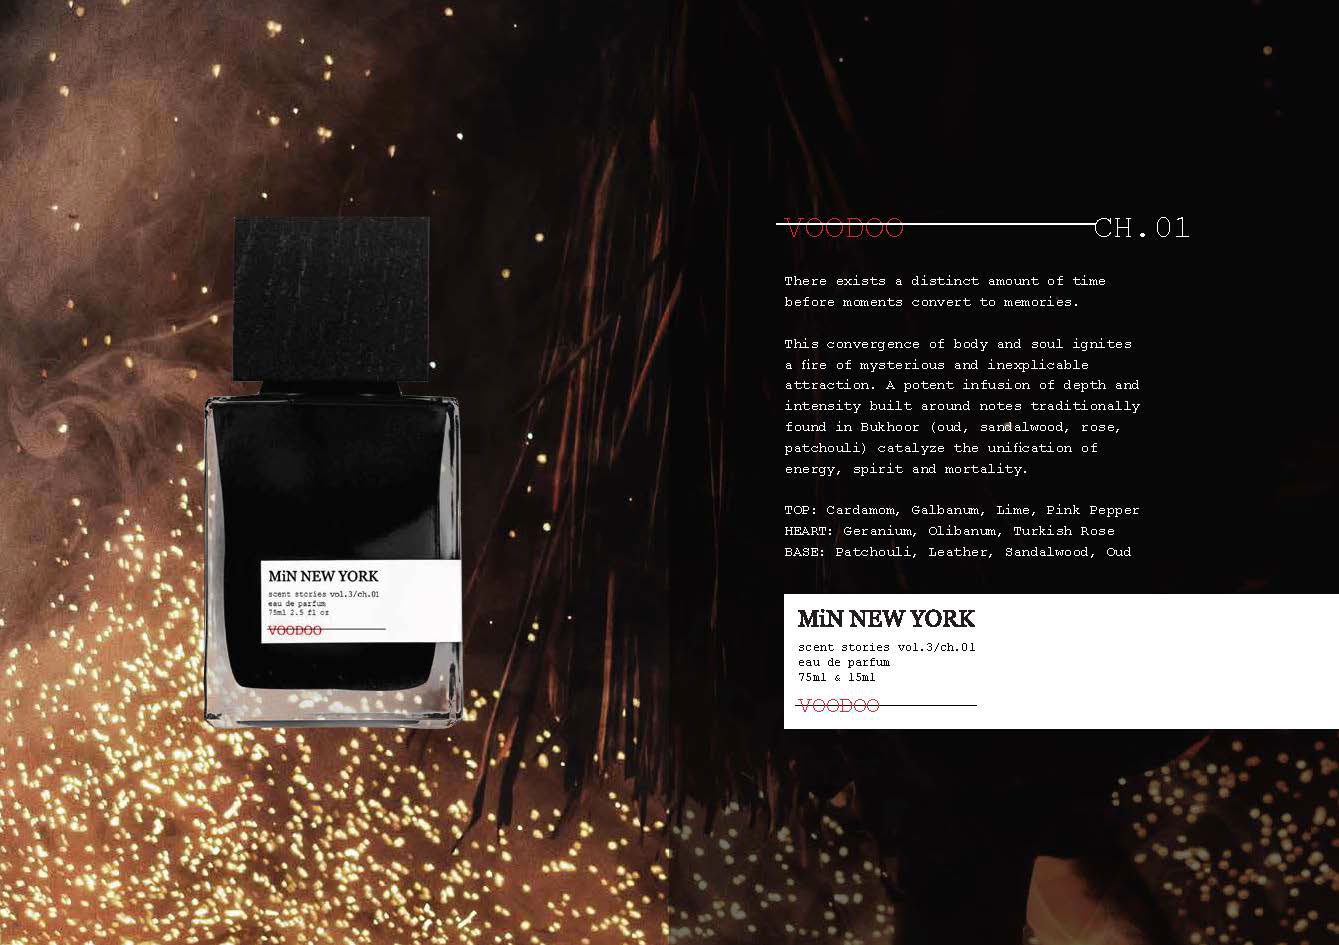 MiN NEW YORK
scent stories vol.3/ch.01
eau de parfum
75ml 2.5 fl oz
VOODOO
VOODOO CH.01
There exists a distinct amount of time
before moments convert to memories.
This convergence of body and soul ignites
a fire of mysterious and inexplicable
attraction. A potent infusion of depth and
intensity built around notes traditionally
found in Bukhoor (oud, sandalwood, rose,
patchouli) catalyze the unification of
energy, spirit and mortality.
TOP: Cardamom, Galbanum, Lime, Pink Pepper
HEART: Geranium, Olibanum, Turkish Rose
BASE: Patchouli, Leather, Sandalwood, Oud
MiN NEW YORK
scent stories vol.3/ch.01
eau de parfum
75ml & 15ml
VOODOO